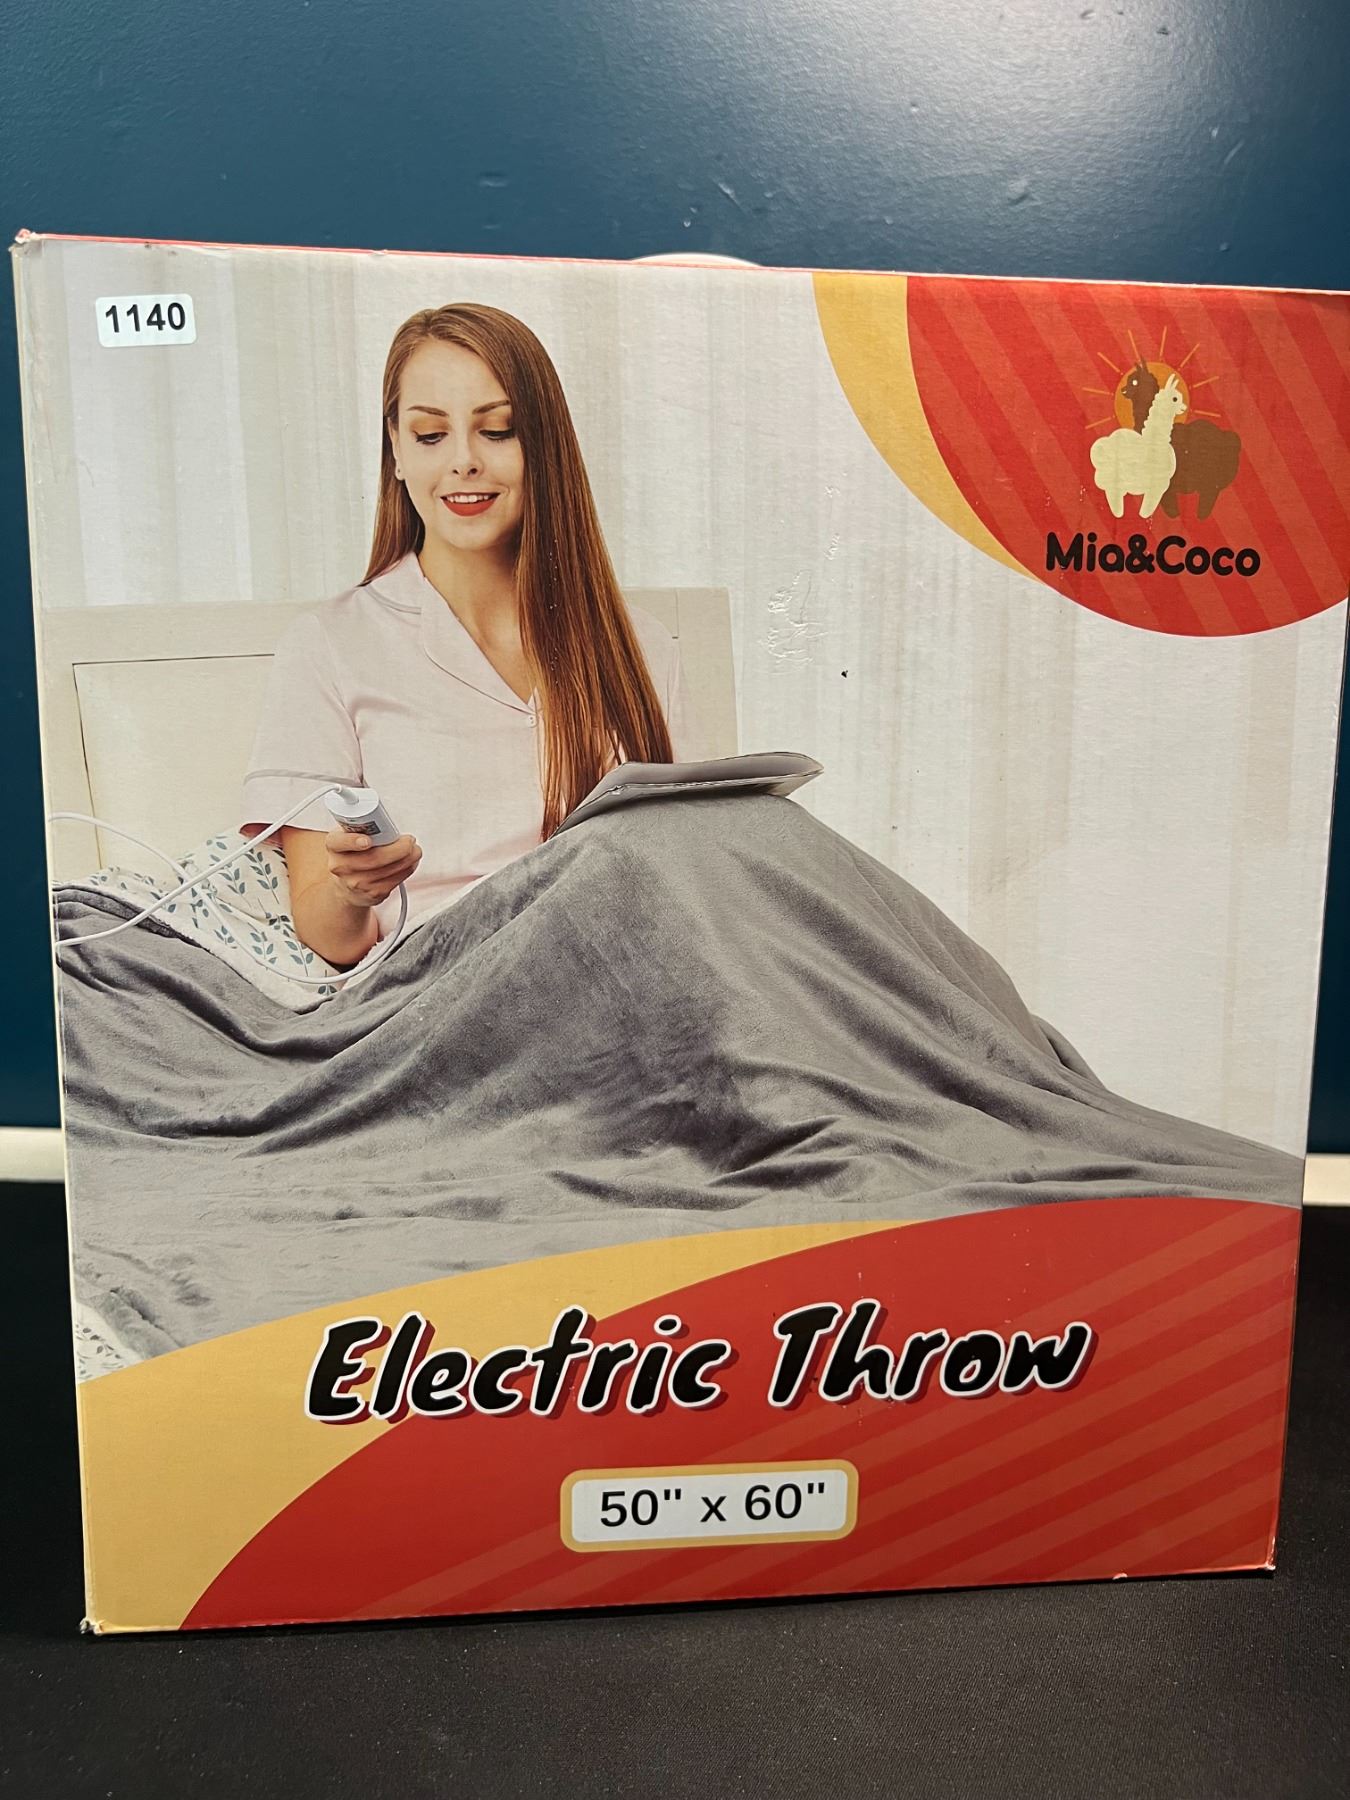 1140
Mia&Coco
Electric Throw
50" x 60"